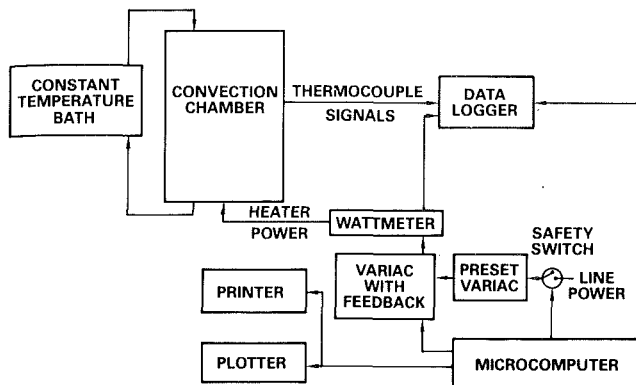 CONSTANT
TEMPERATURE
BATH
CONVECTION
CHAMBER
THERMOCOUPLE
SIGNALS
DATA
LOGGER
HEATER
POWER
WATTMETER
SAFETY
SWITCH
VARIAC
WITH
FEEDBACK
PRESET
VARIAC
LINE
POWER
PRINTER
PLOTTER
MICROCOMPUTER